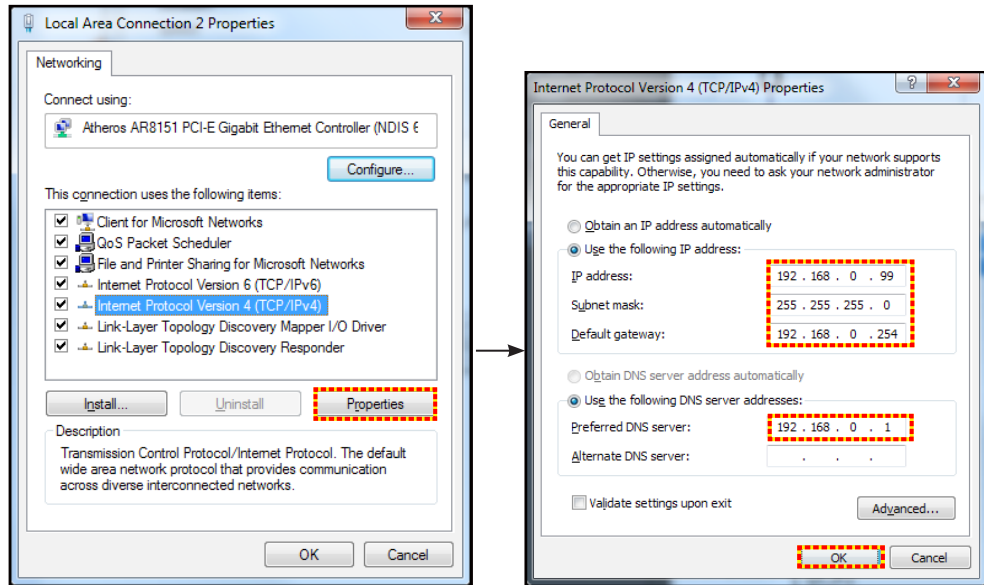 Local Area Connection 2 Properties
Networking
Connect using:
Atheros AR8151 PCI-E Gigabit Ethernet Controller (NDIS 6
Configure...
This connection uses the following items:
Client for Microsoft Networks
QoS Packet Scheduler
File and Printer Sharing for Microsoft Networks
Internet Protocol Version 6 (TCP/IPv6)
Internet Protocol Version 4 (TCP/IPv4)
Link-Layer Topology Discovery Mapper I/O Driver
Link-Layer Topology Discovery Responder
Install...
Uninstall
Properties
Description
Transmission Control Protocol/Internet Protocol. The default
wide area network protocol that provides communication
across diverse interconnected networks.
OK
Cancel
Internet Protocol Version 4 (TCP/IPv4) Properties
General
You can get IP settings assigned automatically if your network supports
this capability. Otherwise, you need to ask your network administrator
for the appropriate IP settings.
Obtain an IP address automatically
Use the following IP address:
IP address: 192 . 168 . 0 . 99
Subnet mask: 255 . 255 . 255 . 0
Default gateway: 192 . 168 . 0 . 254
Obtain DNS server address automatically
Use the following DNS server addresses:
Preferred DNS server: 192 . 168 . 0 . 1
Alternate DNS server: . . .
Validate settings upon exit
Advanced...
OK
Cancel